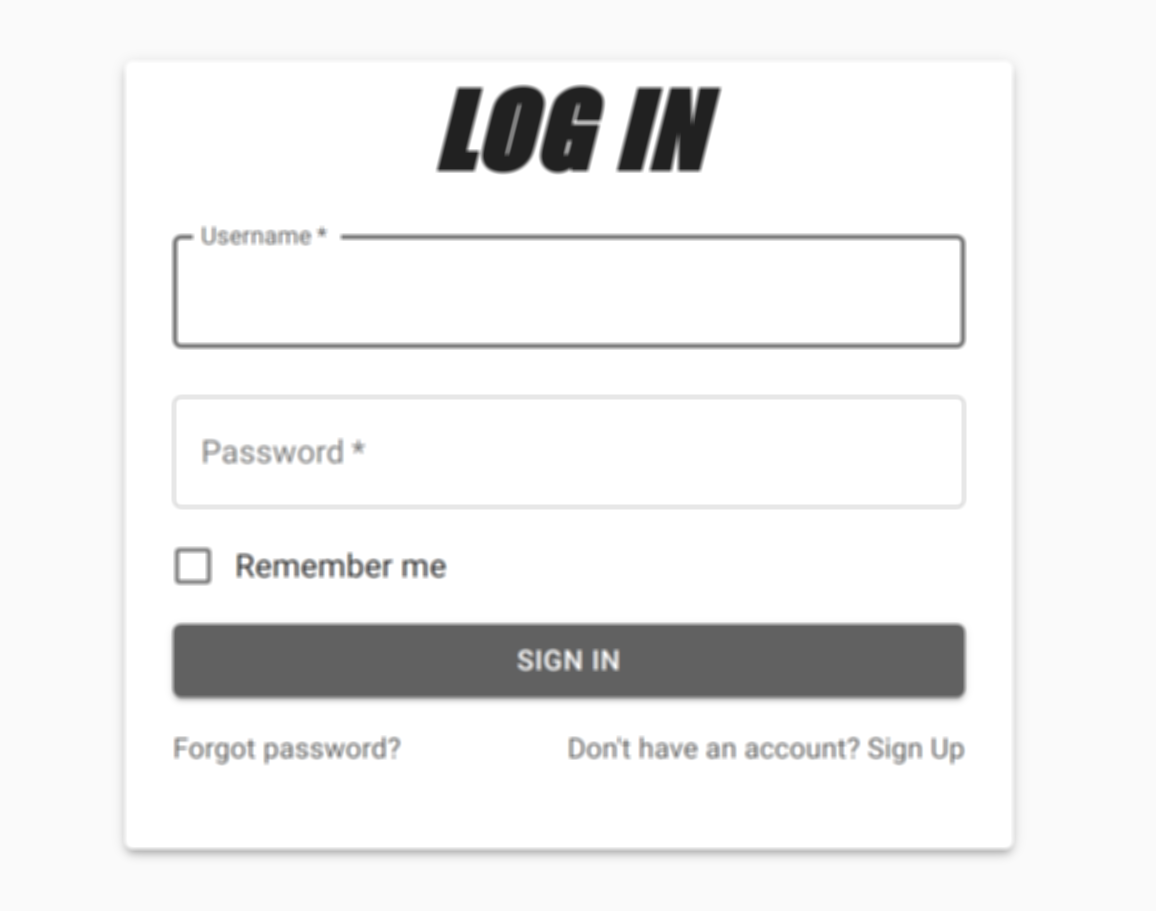 LOG IN
Username *
Password *
Remember me
SIGN IN
Forgot password? Don't have an account? Sign Up